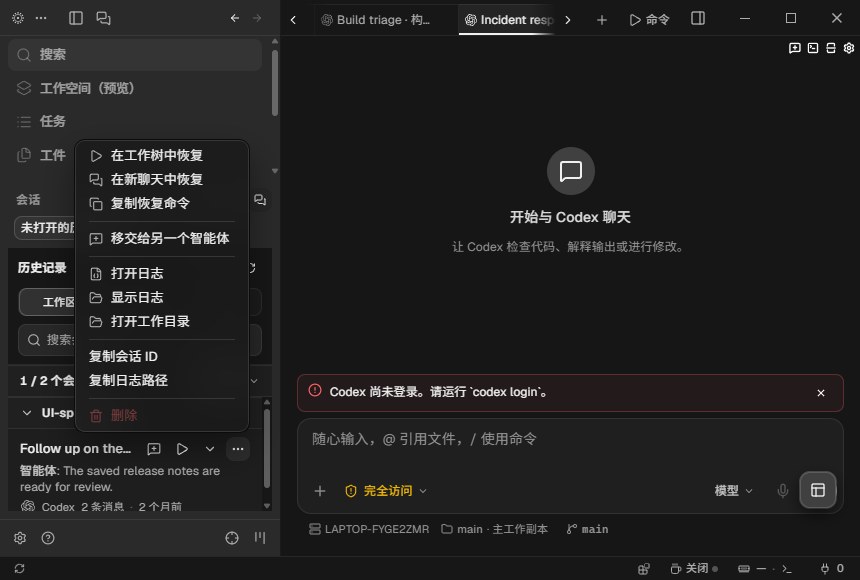 Build triage · 构...
Incident resp
命令
搜索
工作空间（预览）
任务
工件
会话
未打开的历
历史记录
工作区
搜索
1 / 2 个会
UI-sp
在工作树中恢复
在新聊天中恢复
复制恢复命令
移交给另一个智能体
打开日志
显示日志
打开工作目录
复制会话 ID
复制日志路径
删除
Follow up on the...
智能体: The saved release notes are
ready for review.
Codex 2 条消息 · 2 个月前
开始与 Codex 聊天
让 Codex 检查代码、解释输出或进行修改。
Codex 尚未登录。请运行 `codex login`。
随心输入，@ 引用文件，/ 使用命令
完全访问
模型
LAPTOP-FYGE2ZMR
main · 主工作副本
main
关闭
— ·
0